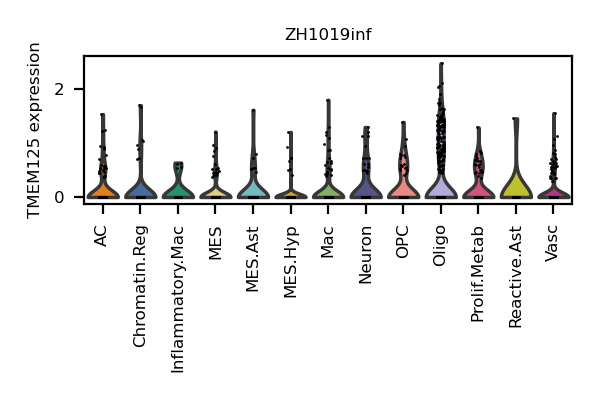 ZH1019inf
TMEM125 expression
2
0
AC
Chromatin.Reg
Inflammatory.Mac
MES
MES.Ast
MES.Hyp
Mac
Neuron
OPC
Oligo
Prolif.Metab
Reactive.Ast
Vasc